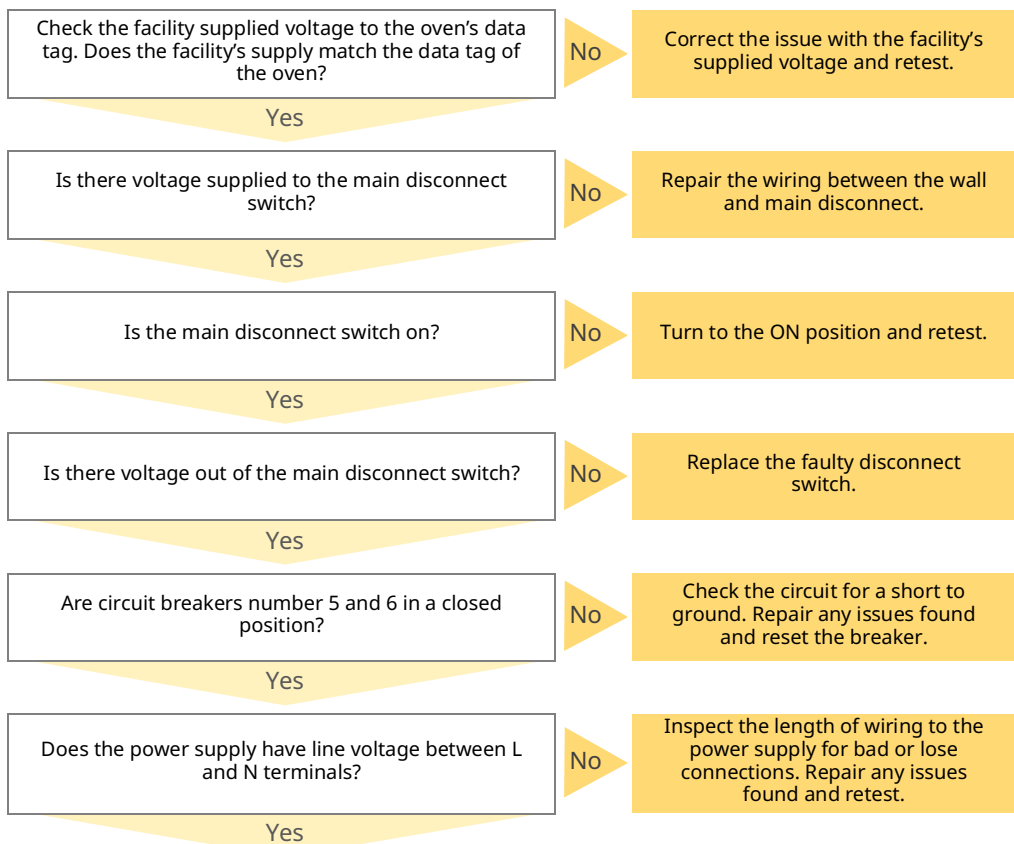 Check the facility supplied voltage to the oven's data
tag. Does the facility's supply match the data tag of
the oven?
No
Correct the issue with the facility's
supplied voltage and retest.
Yes
Is there voltage supplied to the main disconnect
switch?
No
Repair the wiring between the wall
and main disconnect.
Yes
Is the main disconnect switch on?
No
Turn to the ON position and retest.
Yes
Is there voltage out of the main disconnect switch?
No
Replace the faulty disconnect
switch.
Yes
Are circuit breakers number 5 and 6 in a closed
position?
No
Check the circuit for a short to
ground. Repair any issues found
and reset the breaker.
Yes
Does the power supply have line voltage between L
and N terminals?
No
Inspect the length of wiring to the
power supply for bad or lose
connections. Repair any issues
found and retest.
Yes